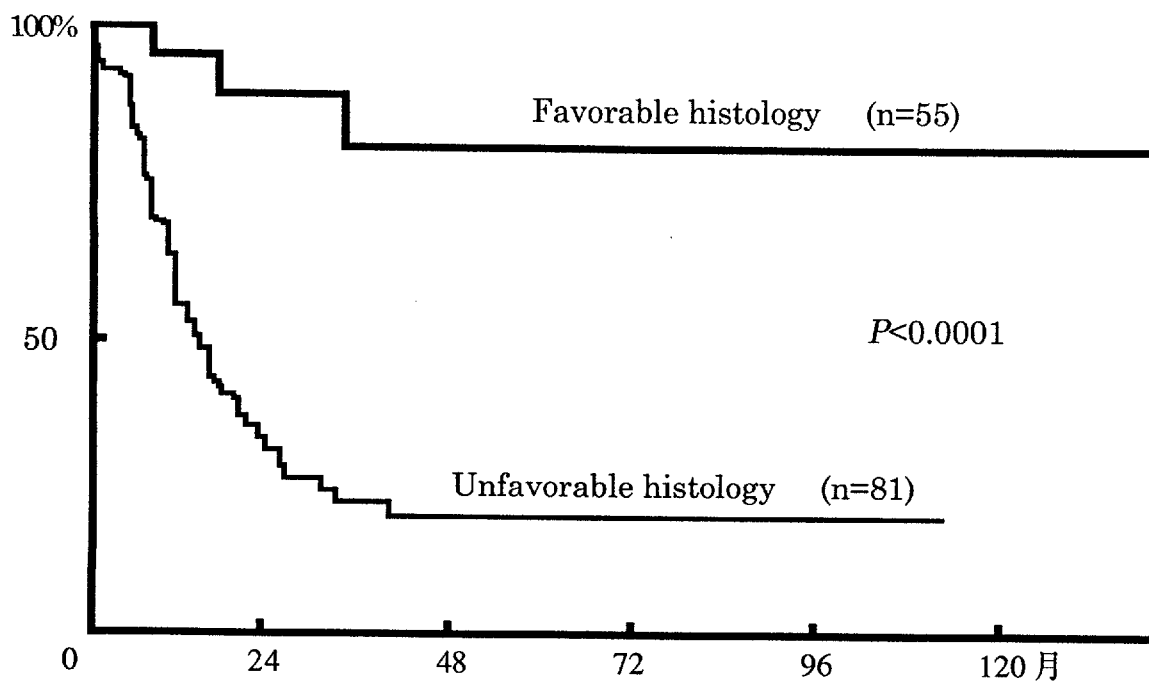 100%
Favorable histology (n=55)
50
P<0.0001
Unfavorable histology (n=81)
0 24 48 72 96 120 月